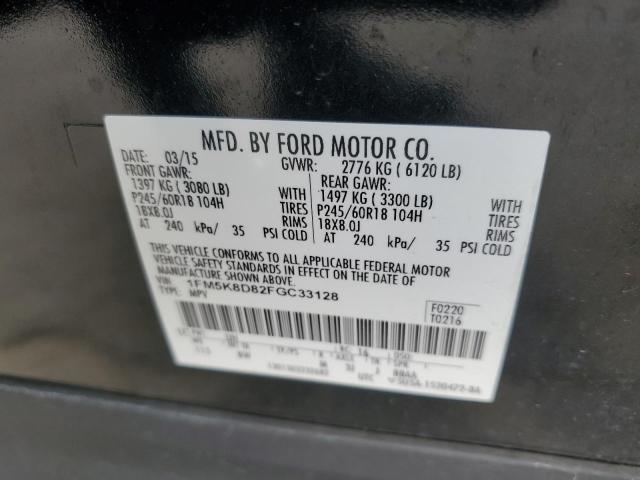 MFD. BY FORD MOTOR CO.
DATE: 03/15 GVWR: 2776 KG ( 6120 LB)
FRONT GAWR: REAR GAWR:
1397 KG ( 3080 LB) WITH 1497 KG ( 3300 LB) WITH
P245/60R18 104H TIRES P245/60R18 104H TIRES
18X8.0J RIMS 18X8.0J RIMS
AT 240 kPa/ 35 PSI COLD AT 240 kPa/ 35 PSI COLD
THIS VEHICLE CONFORMS TO ALL APPLICABLE FEDERAL MOTOR
VEHICLE SAFETY STANDARDS IN EFFECT ON THE DATE OF
MANUFACTURE SHOWN ABOVE.
VIN: 1FM5K8D82FGC33128
TYPE: MPV
F0220
T0216